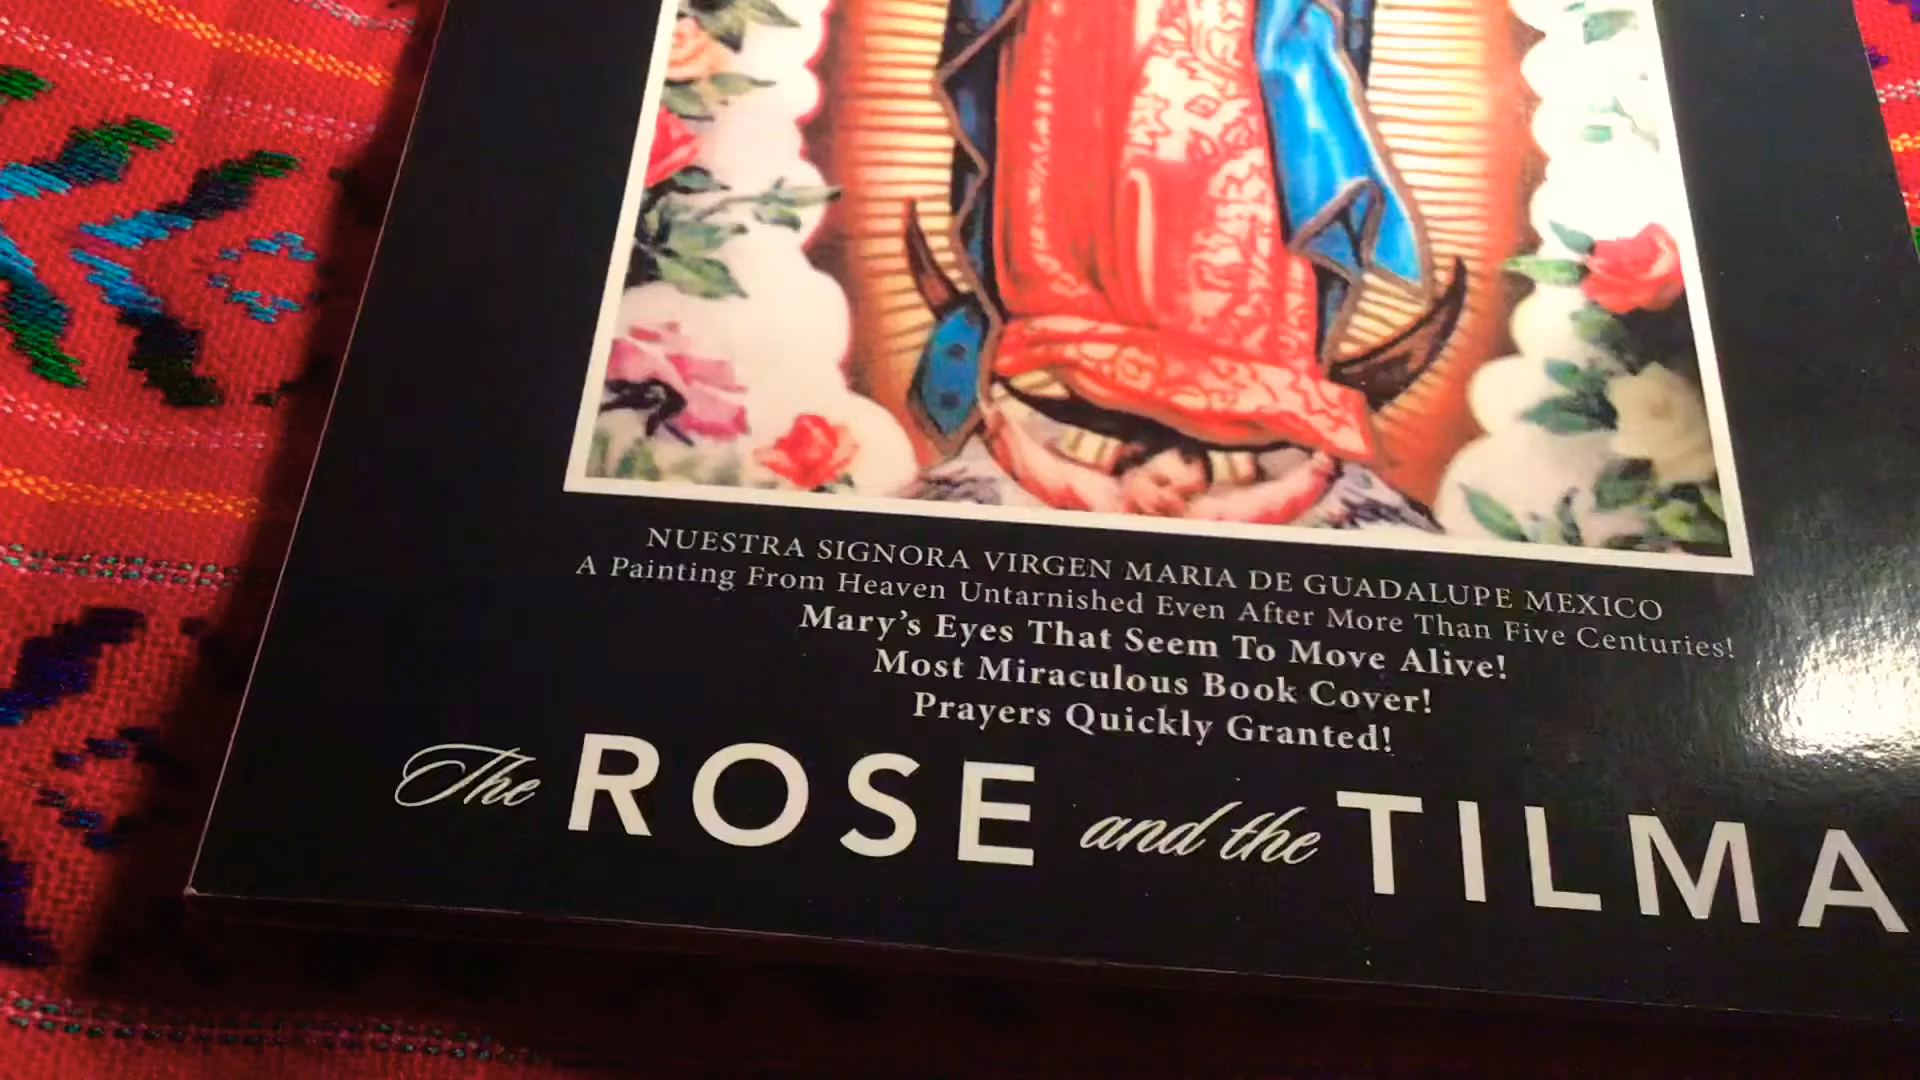 NUESTRA SIGNORA VIRGEN MARIA DE GUADALUPE MEXICO
A Painting From Heaven Untarnished Even After More Than Five Centuries!
Mary's Eyes That Seem To Move Alive!
Most Miraculous Book Cover!
Prayers Quickly Granted!
The ROSE and the TILMA